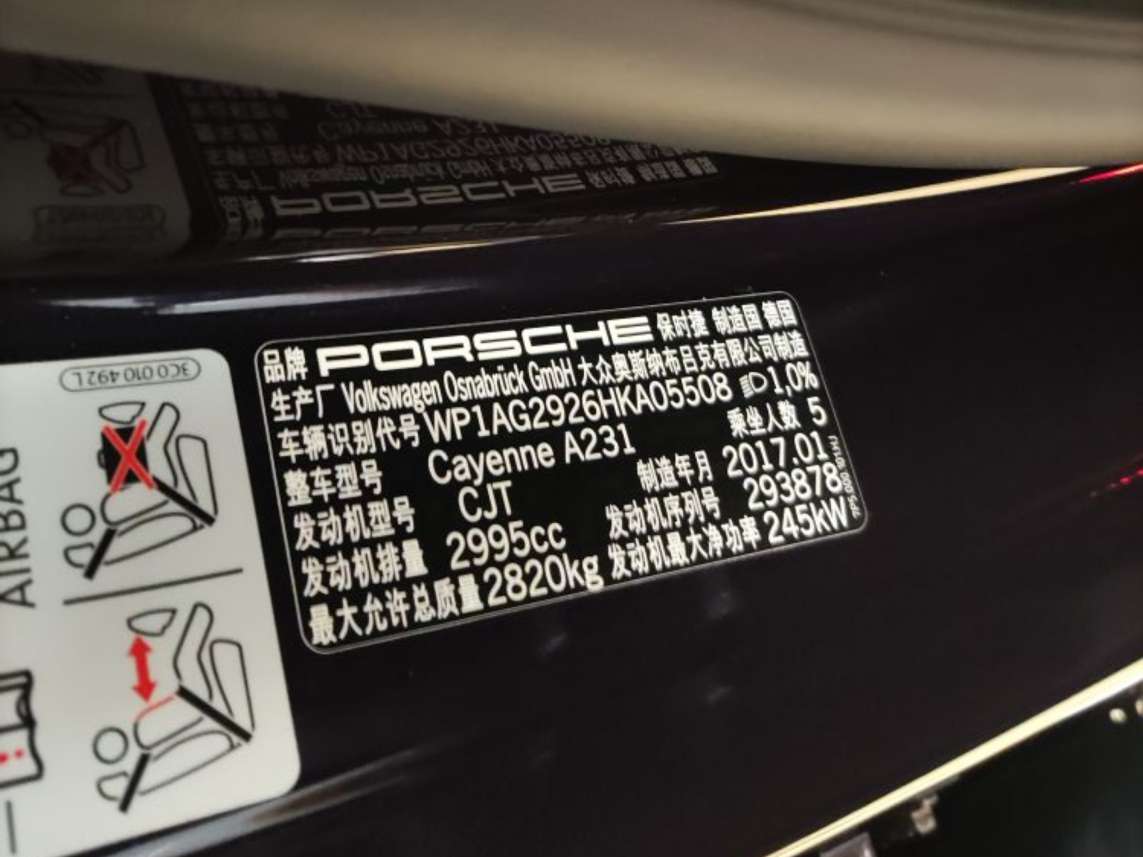 品牌 PORSCHE 保时捷 制造国 德国
生产厂 Volkswagen Osnabrück GmbH 大众奥斯纳布吕克有限公司制造
车辆识别代号 WP1AG2926HKA05508 1,0%
整车型号 Cayenne A231 乘坐人数 5
发动机型号 CJT 制造年月 2017.01
发动机排量 2995cc 发动机序列号 293878
最大允许总质量 2820kg 发动机最大净功率 245kW
3C0 010 492 L
AIRBAG